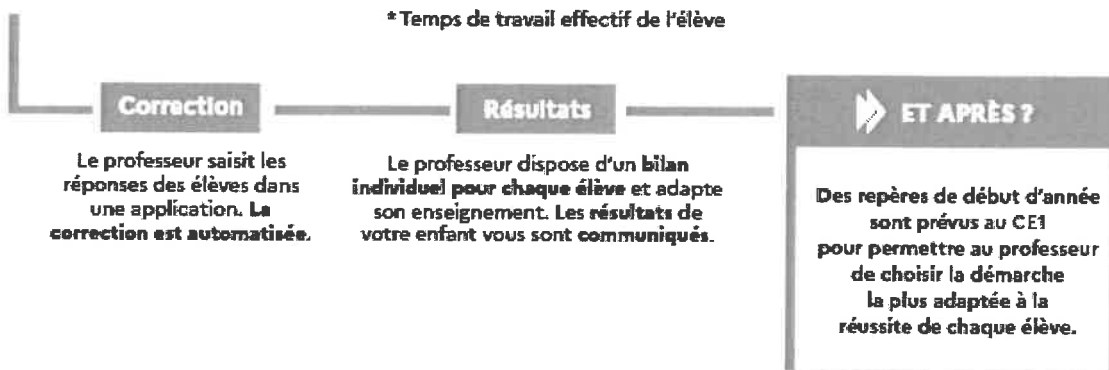 * Temps de travail effectif de l'élève
Correction
Le professeur saisit les
réponses des élèves dans
une application. La
correction est automatisée.
Résultats
Le professeur dispose d'un bilan
individuel pour chaque élève et adapte
son enseignement. Les résultats de
votre enfant vous sont communiqués.
ET APRÈS ?
Des repères de début d'année
sont prévus au CE1
pour permettre au professeur
de choisir la démarche
la plus adaptée à la
réussite de chaque élève.